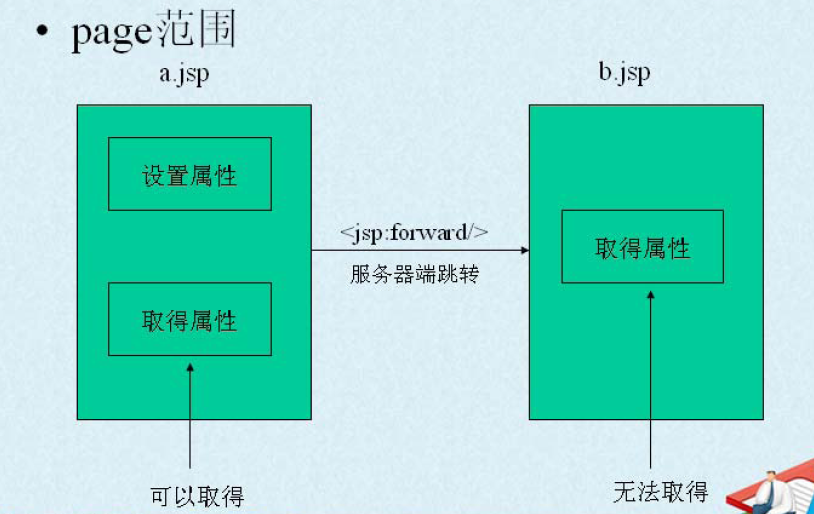 • page范围
a.jsp
b.jsp
设置属性
<jsp:forward/>
服务器端跳转
取得属性
取得属性
可以取得
无法取得